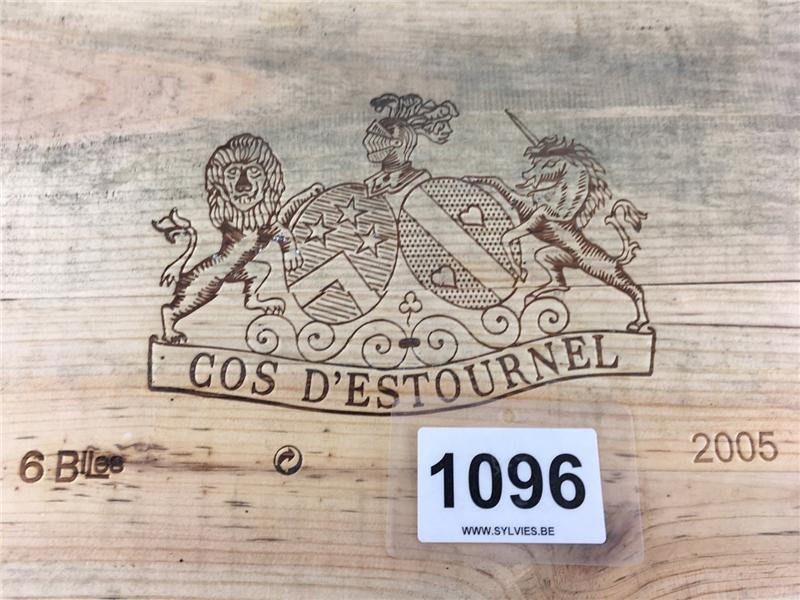 COS D'ESTOURNEL
6 Blles
2005
1096
WWW.SYLVIES.BE